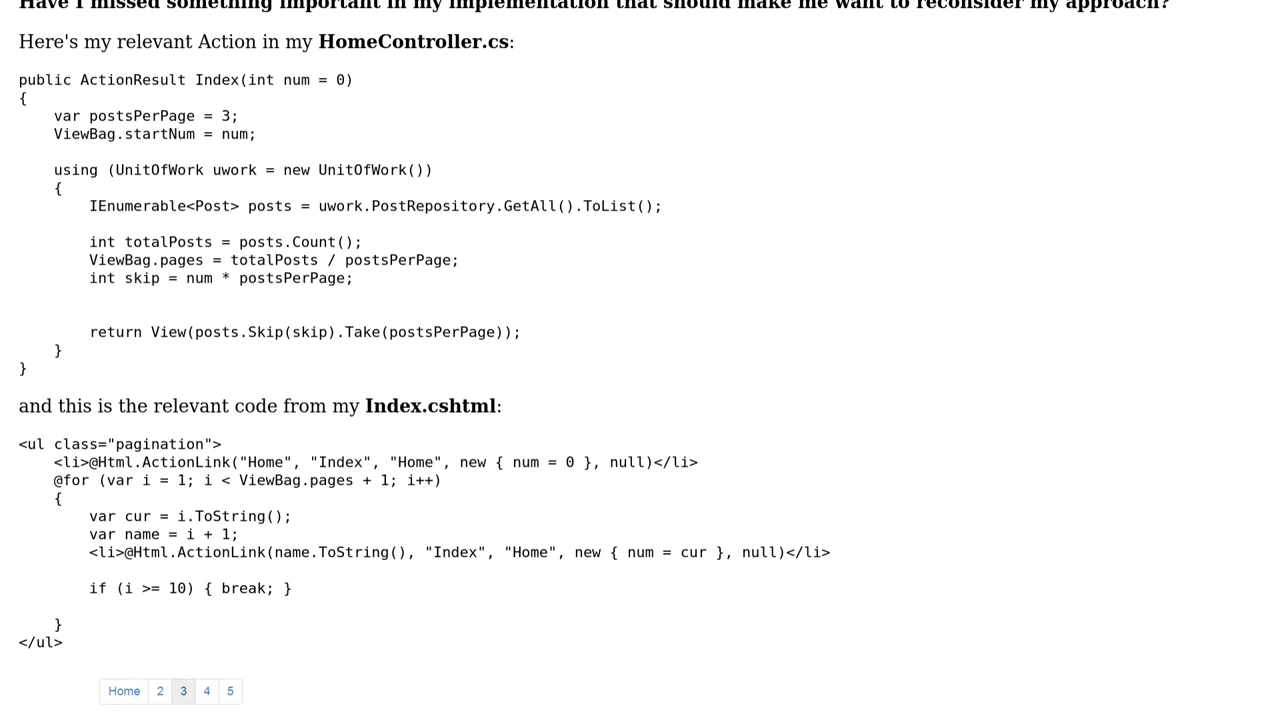 Have I missed something important in my implementation that should make me want to reconsider my approach?
Here's my relevant Action in my HomeController.cs:
public ActionResult Index(int num = 0)
{
    var postsPerPage = 3;
    ViewBag.startNum = num;
    using (UnitOfWork uwork = new UnitOfWork())
    {
        IEnumerable<Post> posts = uwork.PostRepository.GetAll().ToList();
        int totalPosts = posts.Count();
        ViewBag.pages = totalPosts / postsPerPage;
        int skip = num * postsPerPage;
        return View(posts.Skip(skip).Take(postsPerPage));
    }
}
and this is the relevant code from my Index.cshtml:
<ul class="pagination">
    <li>@Html.ActionLink("Home", "Index", "Home", new { num = 0 }, null)</li>
    @for (var i = 1; i < ViewBag.pages + 1; i++)
    {
        var cur = i.ToString();
        var name = i + 1;
        <li>@Html.ActionLink(name.ToString(), "Index", "Home", new { num = cur }, null)</li>
        if (i >= 10) { break; }
    }
</ul>
Home 2 3 4 5